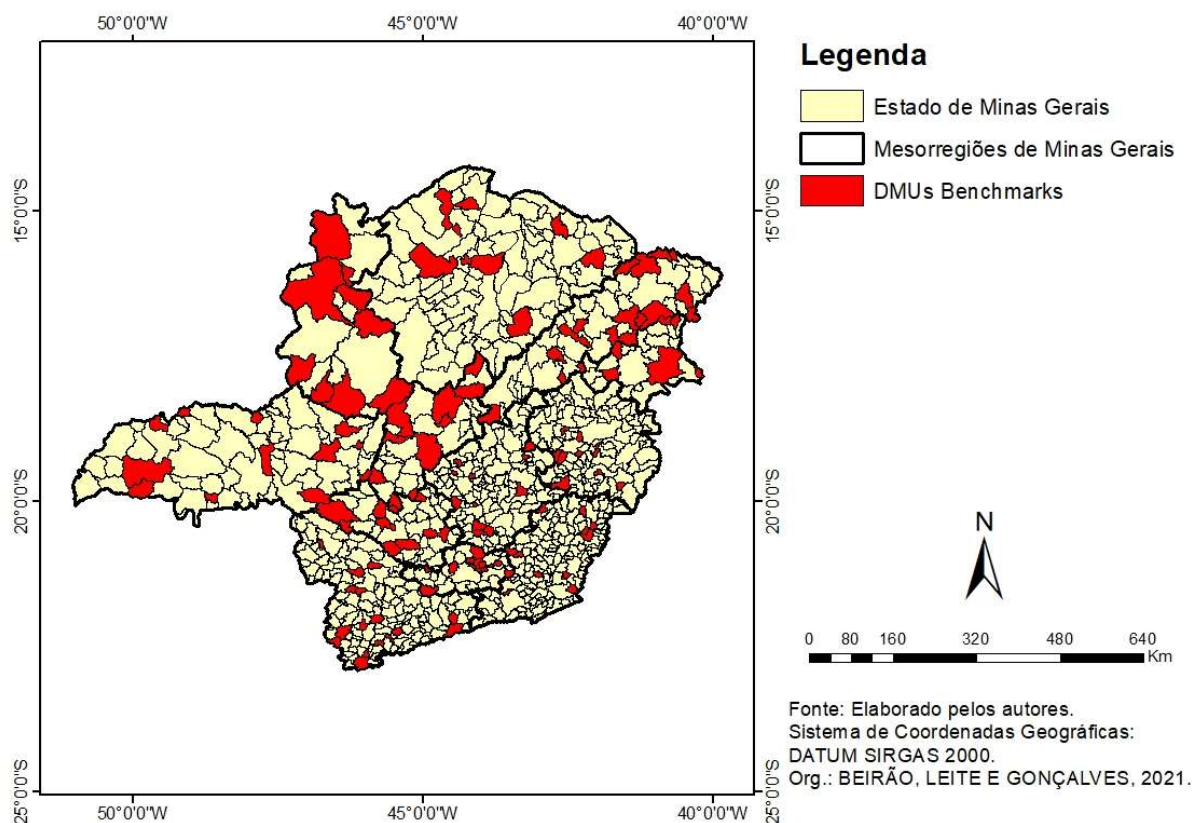 50°0'0"W
45°0'0"W
40°0'0"W
15°0'0"S
15°0'0"S
20°0'0"S
20°0'0"S
25°0'0"S
25°0'0"S
50°0'0"W
45°0'0"W
40°0'0"W
Legenda
Estado de Minas Gerais
Mesorregiões de Minas Gerais
DMUs Benchmarks
N
0 80 160 320 480 640
Km
Fonte: Elaborado pelos autores.
Sistema de Coordenadas Geográficas:
DATUM SIRGAS 2000.
Org.: BEIRÃO, LEITE E GONÇALVES, 2021.